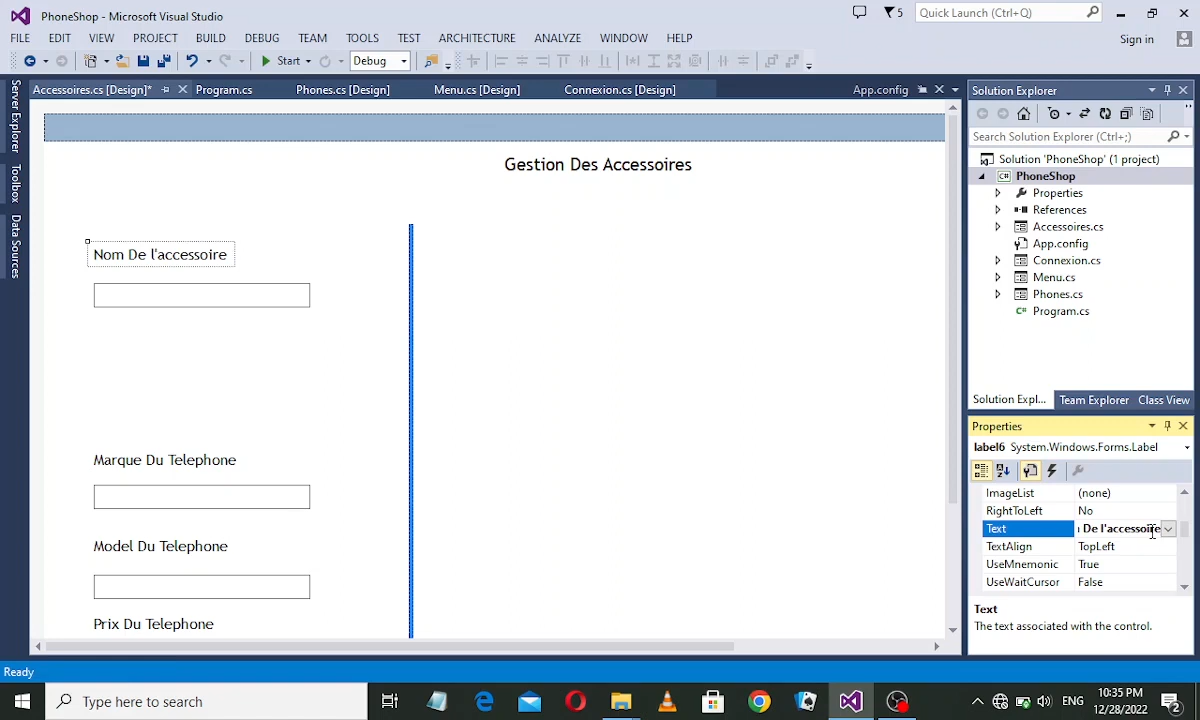 PhoneShop - Microsoft Visual Studio
5
Quick Launch (Ctrl+Q)
FILE EDIT VIEW PROJECT BUILD DEBUG TEAM TOOLS TEST ARCHITECTURE ANALYZE WINDOW HELP
Sign in
Start Debug
Accessoires.cs [Design]* Program.cs Phones.cs [Design] Menu.cs [Design] Connexion.cs [Design] App.config
Server Explorer
Toolbox
Data Sources
Gestion Des Accessoires
Nom De l'accessoire
Marque Du Telephone
Model Du Telephone
Prix Du Telephone
Solution Explorer
Search Solution Explorer (Ctrl+;)
Solution 'PhoneShop' (1 project)
PhoneShop
Properties
References
Accessoires.cs
App.config
Connexion.cs
Menu.cs
Phones.cs
Program.cs
Solution Expl... Team Explorer Class View
Properties
label6 System.Windows.Forms.Label
ImageList (none)
RightToLeft No
Text De l'accessoire
TextAlign TopLeft
UseMnemonic True
UseWaitCursor False
Text
The text associated with the control.
Ready
Type here to search
ENG
10:35 PM
12/28/2022
2